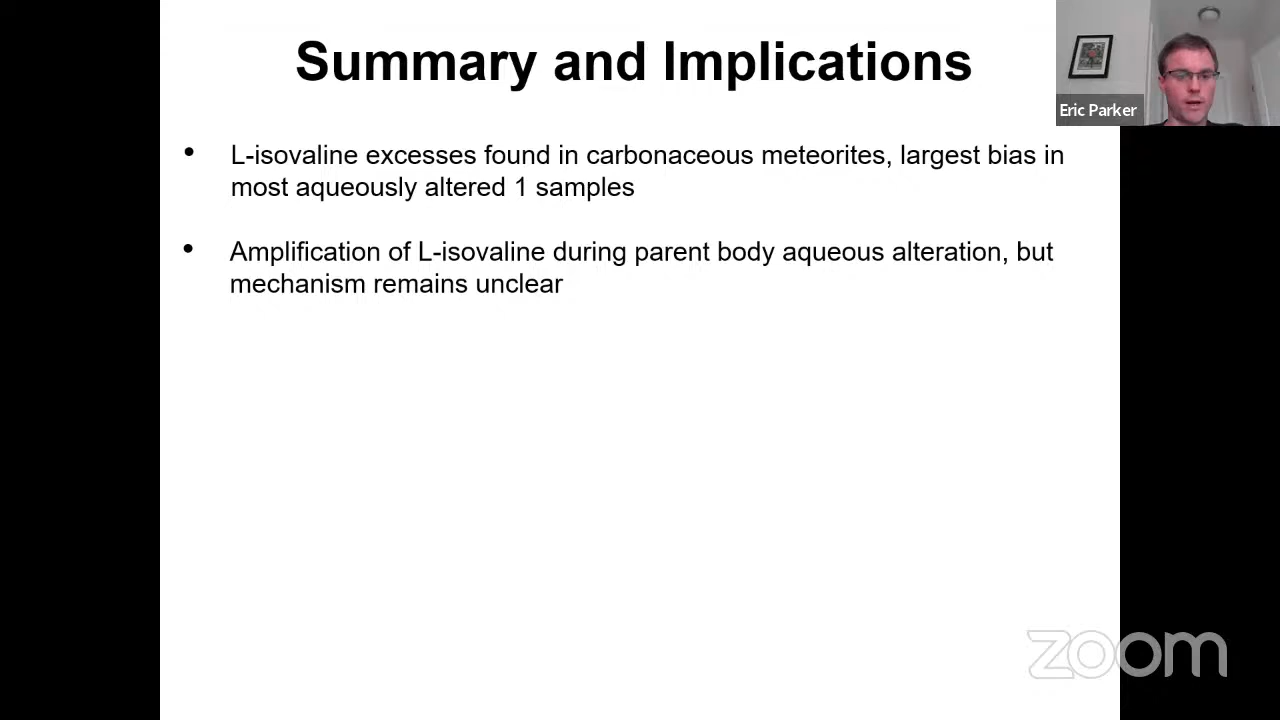 Summary and Implications
Eric Parker
• L-isovaline excesses found in carbonaceous meteorites, largest bias in
most aqueously altered 1 samples
• Amplification of L-isovaline during parent body aqueous alteration, but
mechanism remains unclear
zoom